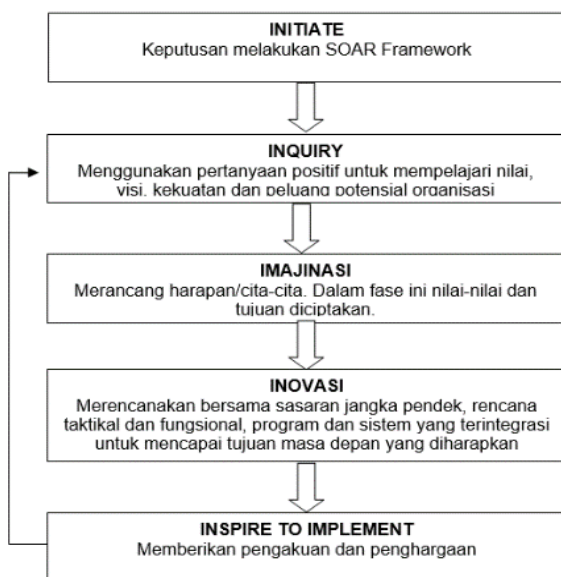 INITIATE
Keputusan melakukan SOAR Framework
INQUIRY
Menggunakan pertanyaan positif untuk mempelajari nilai,
visi. kekuatan dan peluang potensial organisasi
IMAJINASI
Merancang harapan/cita-cita. Dalam fase ini nilai-nilai dan
tujuan diciptakan.
INOVASI
Merencanakan bersama sasaran jangka pendek, rencana
taktikal dan fungsional, program dan sistem yang terintegrasi
untuk mencapai tujuan masa depan yang diharapkan
INSPIRE TO IMPLEMENT
Memberikan pengakuan dan penghargaan